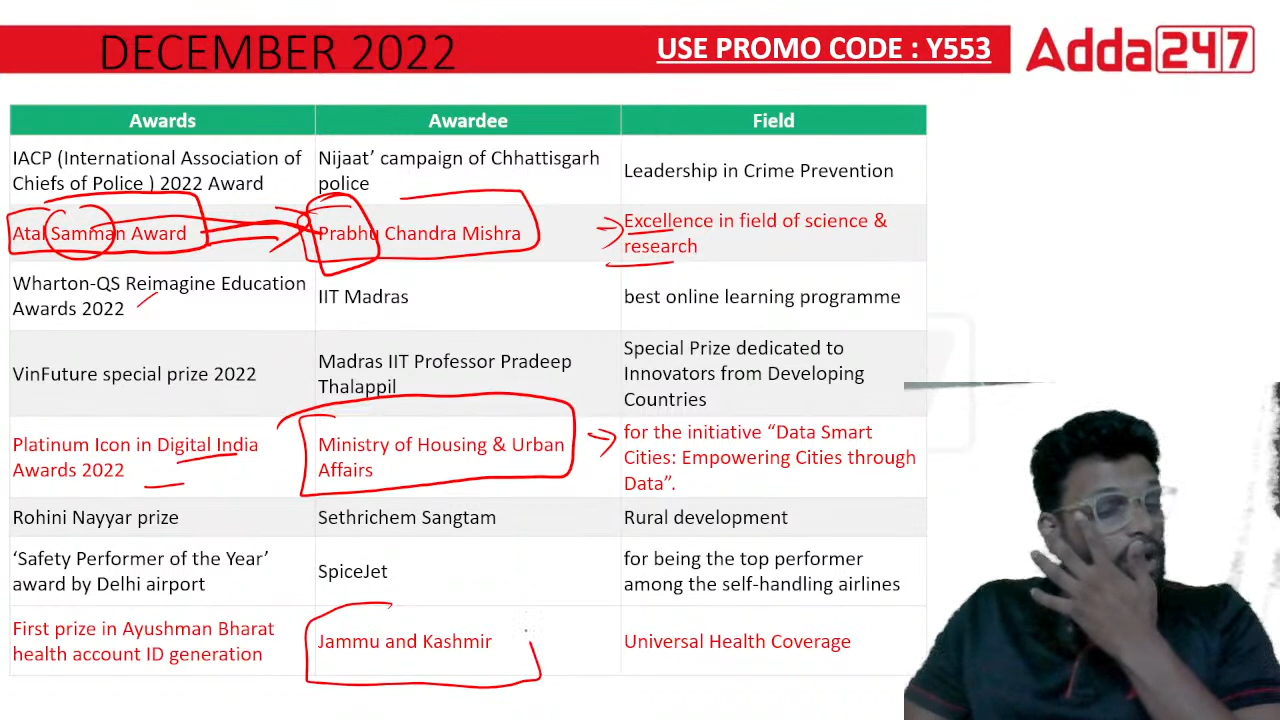 DECEMBER 2022
USE PROMO CODE : Y553
Adda247
Awards
Awardee
Field
IACP (International Association of
Chiefs of Police ) 2022 Award
Nijaat’ campaign of Chhattisgarh
police
Leadership in Crime Prevention
Atal Samman Award
Prabhu Chandra Mishra
Excellence in field of science &
research
Wharton-QS Reimagine Education
Awards 2022
IIT Madras
best online learning programme
VinFuture special prize 2022
Madras IIT Professor Pradeep
Thalappil
Special Prize dedicated to
Innovators from Developing
Countries
Platinum Icon in Digital India
Awards 2022
Ministry of Housing & Urban
Affairs
for the initiative “Data Smart
Cities: Empowering Cities through
Data”.
Rohini Nayyar prize
Sethrichem Sangtam
Rural development
‘Safety Performer of the Year’
award by Delhi airport
SpiceJet
for being the top performer
among the self-handling airlines
First prize in Ayushman Bharat
health account ID generation
Jammu and Kashmir
Universal Health Coverage